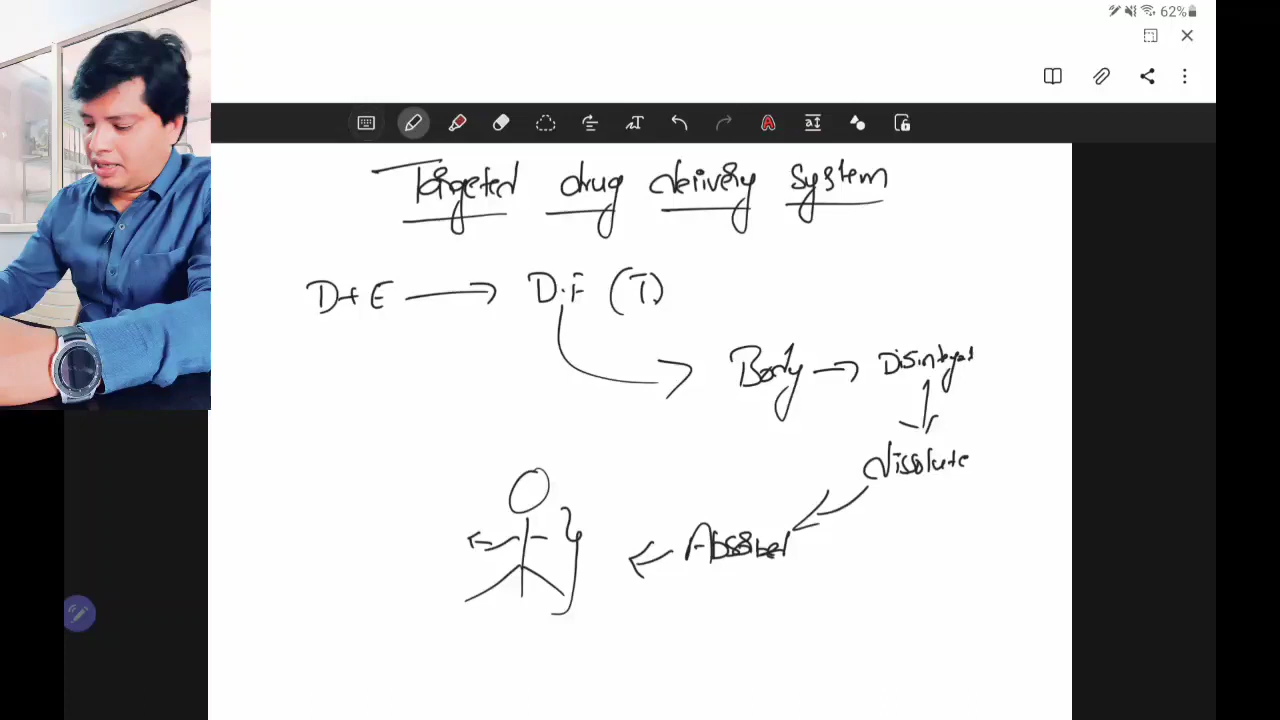 62%
Targeted drug delivery system
D+E → D.F (T)
Body → Disintegrat
dissolute
Absorbed